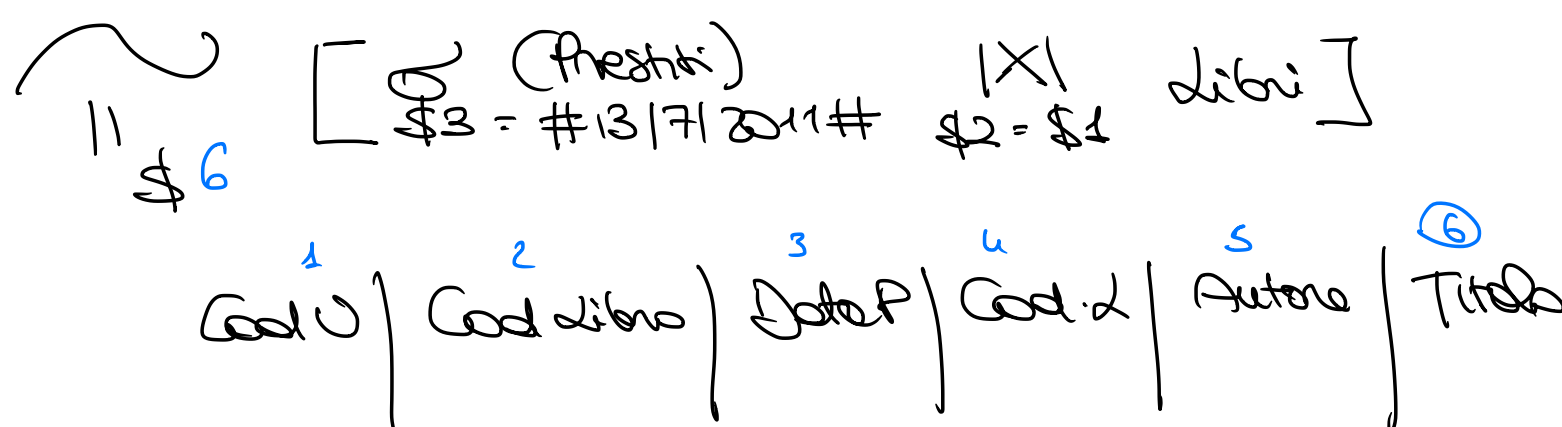 π $6 [ σ $3 = #13/7/2011# (Prestiti) |X| $2 = $1 Libri ]
1 2 3 4 5 6
CodU | CodLibro | DataP | Cod.L | Autore | Titolo